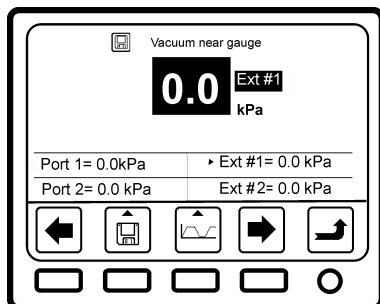 Vacuum near gauge
0.0 Ext #1
kPa
Port 1= 0.0kPa ▸ Ext #1= 0.0 kPa
Port 2= 0.0 kPa Ext #2= 0.0 kPa